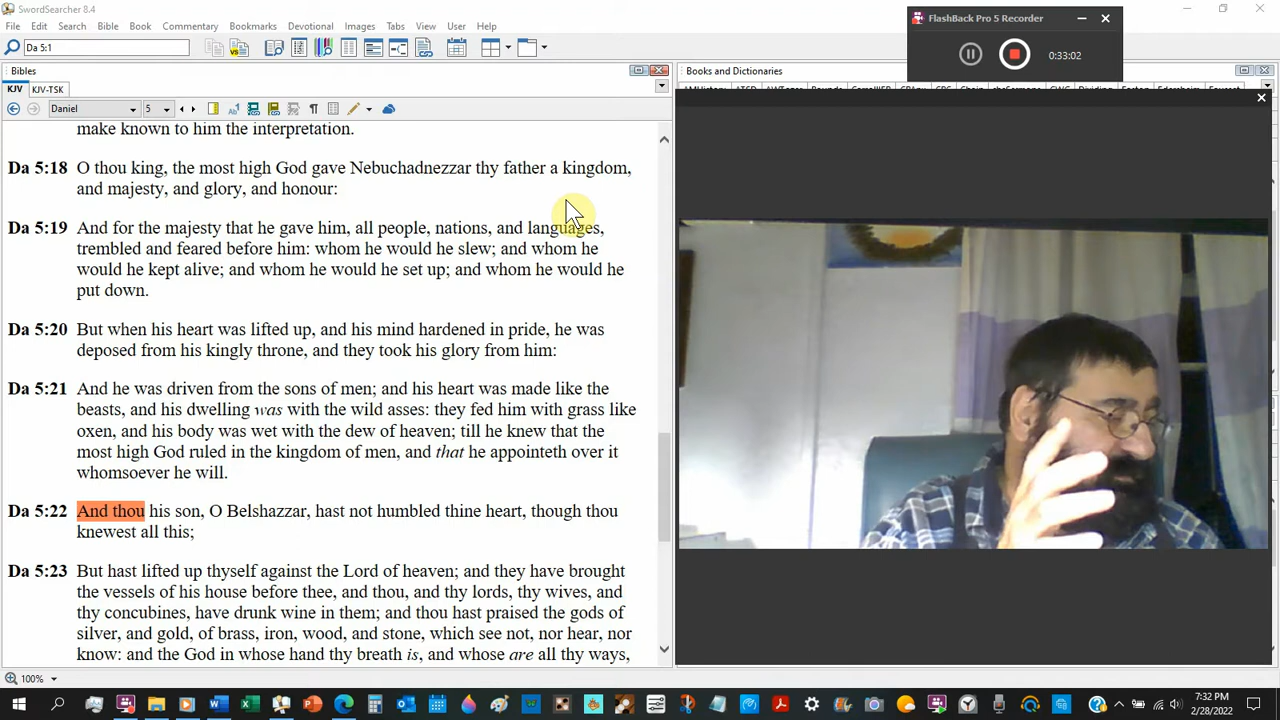 SwordSearcher 8.4
FlashBack Pro 5 Recorder
File Edit Search Bible Book Commentary Bookmarks Devotional Images Tabs View User Help
Da 5:1
0:33:02
Bibles
Books and Dictionaries
KJV KJV-TSK
Daniel 5
make known to him the interpretation.
Da 5:18 O thou king, the most high God gave Nebuchadnezzar thy father a kingdom,
and majesty, and glory, and honour:
Da 5:19 And for the majesty that he gave him, all people, nations, and languages,
trembled and feared before him: whom he would he slew; and whom he
would he kept alive; and whom he would he set up; and whom he would he
put down.
Da 5:20 But when his heart was lifted up, and his mind hardened in pride, he was
deposed from his kingly throne, and they took his glory from him:
Da 5:21 And he was driven from the sons of men; and his heart was made like the
beasts, and his dwelling was with the wild asses: they fed him with grass like
oxen, and his body was wet with the dew of heaven; till he knew that the
most high God ruled in the kingdom of men, and that he appointeth over it
whomsoever he will.
Da 5:22 And thou his son, O Belshazzar, hast not humbled thine heart, though thou
knewest all this;
Da 5:23 But hast lifted up thyself against the Lord of heaven; and they have brought
the vessels of his house before thee, and thou, and thy lords, thy wives, and
thy concubines, have drunk wine in them; and thou hast praised the gods of
silver, and gold, of brass, iron, wood, and stone, which see not, nor hear, nor
know: and the God in whose hand thy breath is, and whose are all thy ways,
100%
7:32 PM
2/28/2022